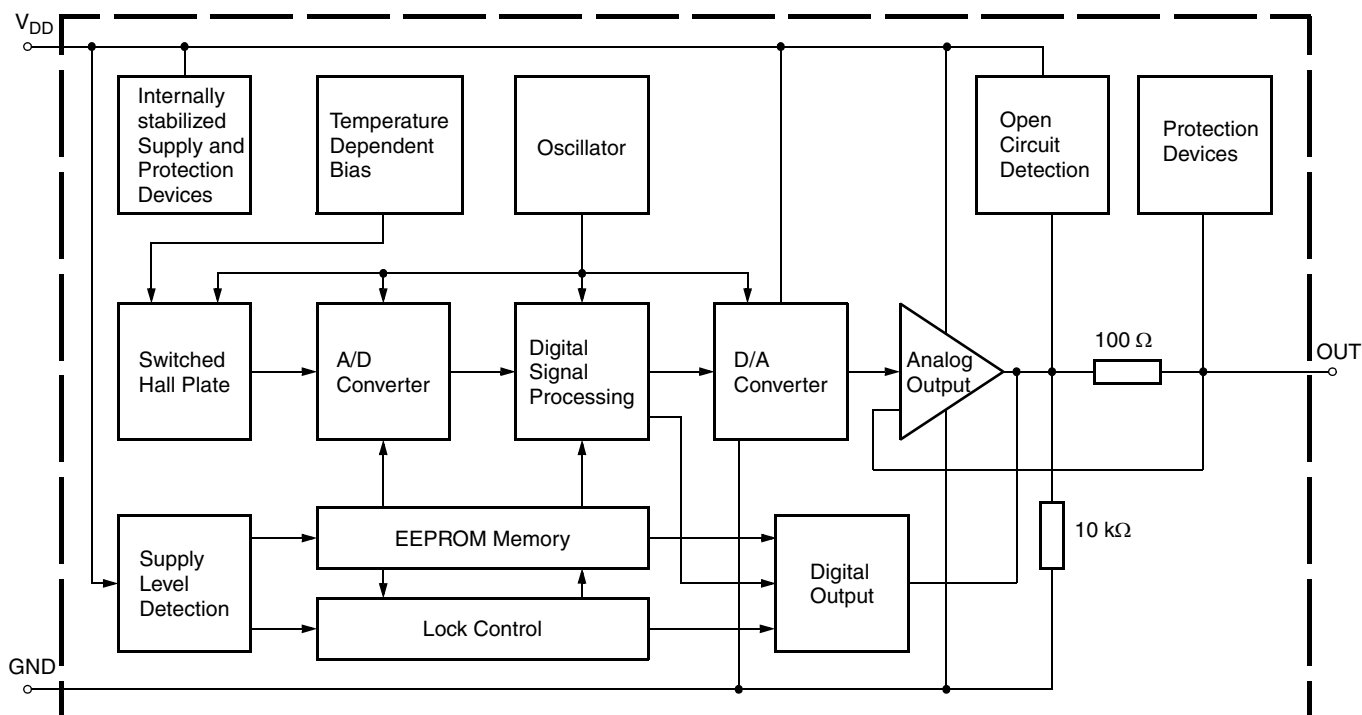 VDD
Internally
stabilized
Supply and
Protection
Devices
Temperature
Dependent
Bias
Oscillator
Open
Circuit
Detection
Protection
Devices
Switched
Hall Plate
A/D
Converter
Digital
Signal
Processing
D/A
Converter
Analog
Output
100 Ω
OUT
EEPROM Memory
10 kΩ
Supply
Level
Detection
Digital
Output
Lock Control
GND